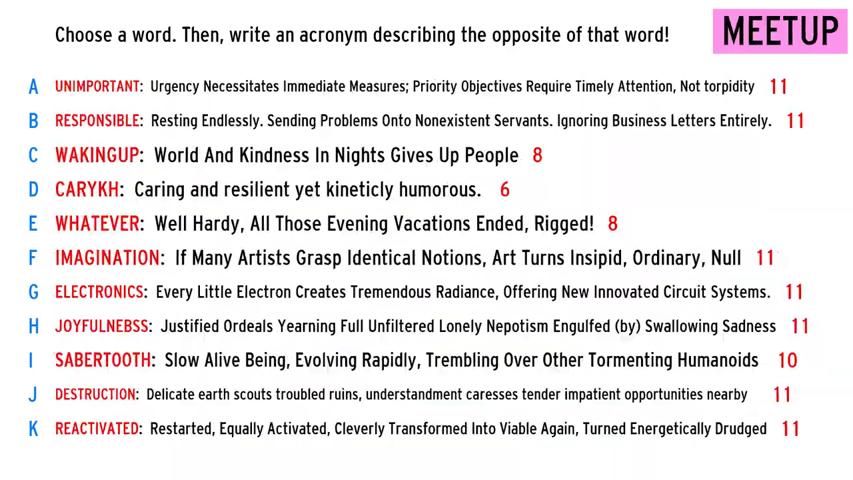 Choose a word. Then, write an acronym describing the opposite of that word!
MEETUP
A UNIMPORTANT: Urgency Necessitates Immediate Measures; Priority Objectives Require Timely Attention, Not torpidity 11
B RESPONSIBLE: Resting Endlessly. Sending Problems Onto Nonexistent Servants. Ignoring Business Letters Entirely. 11
C WAKINGUP: World And Kindness In Nights Gives Up People 8
D CARYKH: Caring and resilient yet kineticly humorous. 6
E WHATEVER: Well Hardy, All Those Evening Vacations Ended, Rigged! 8
F IMAGINATION: If Many Artists Grasp Identical Notions, Art Turns Insipid, Ordinary, Null 11
G ELECTRONICS: Every Little Electron Creates Tremendous Radiance, Offering New Innovated Circuit Systems. 11
H JOYFULNEBSS: Justified Ordeals Yearning Full Unfiltered Lonely Nepotism Engulfed (by) Swallowing Sadness 11
I SABERTOOTH: Slow Alive Being, Evolving Rapidly, Trembling Over Other Tormenting Humanoids 10
J DESTRUCTION: Delicate earth scouts troubled ruins, understandment caresses tender impatient opportunities nearby 11
K REACTIVATED: Restarted, Equally Activated, Cleverly Transformed Into Viable Again, Turned Energetically Drudged 11